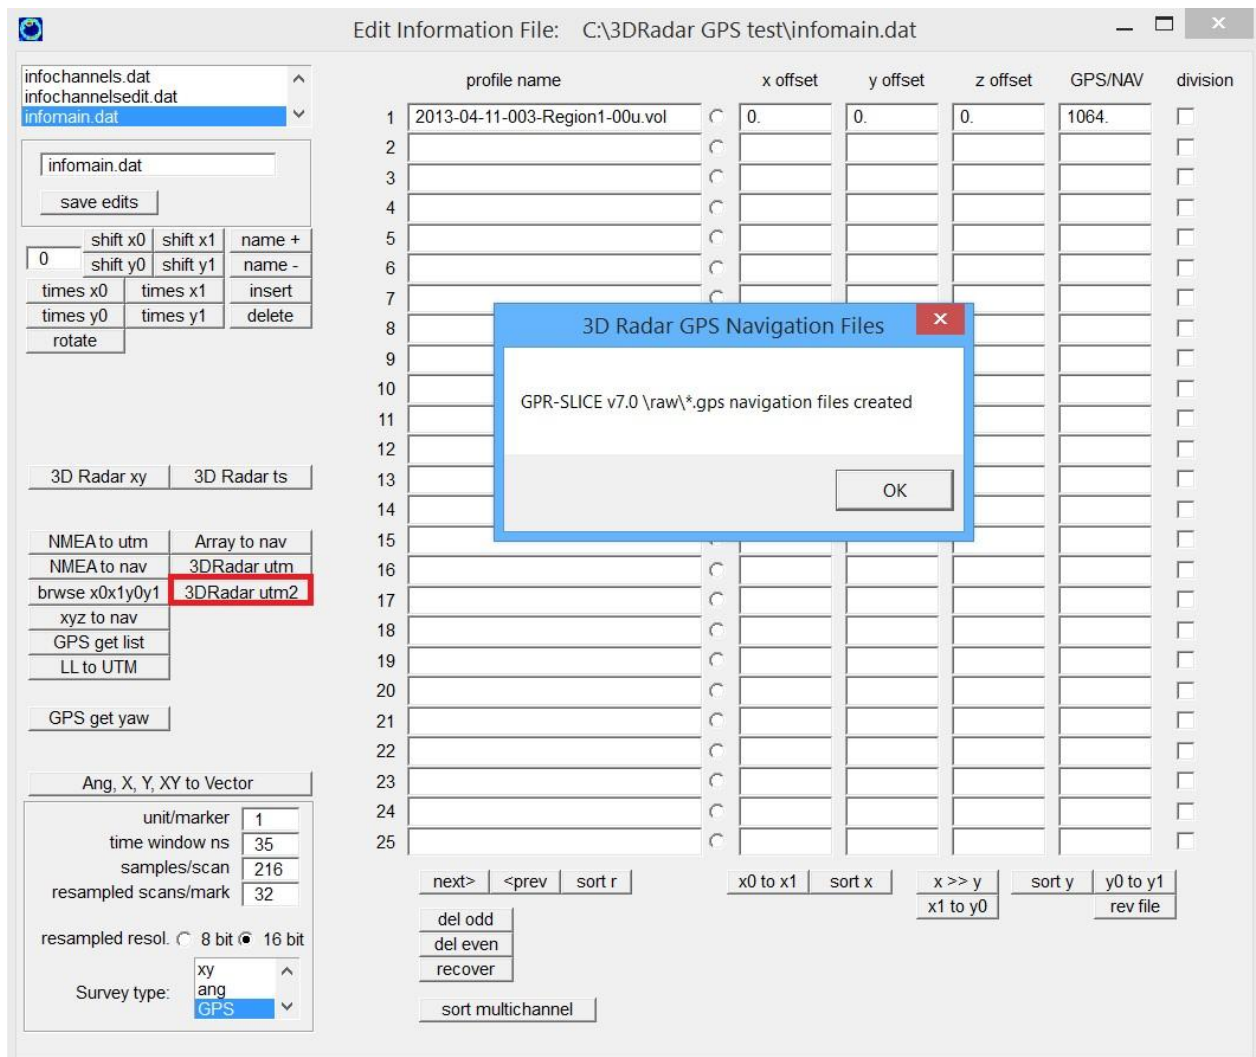 Edit Information File: C:\3DRadar GPS test\infomain.dat
infochannels.dat
infochannelsedit.dat
infomain.dat
infomain.dat
save edits
0
shift x0 shift x1 name +
shift y0 shift y1 name -
times x0 times x1 insert
times y0 times y1 delete
rotate
3D Radar xy 3D Radar ts
NMEA to utm Array to nav
NMEA to nav 3DRadar utm
brwse x0x1y0y1 3DRadar utm2
xyz to nav
GPS get list
LL to UTM
GPS get yaw
Ang, X, Y, XY to Vector
unit/marker 1
time window ns 35
samples/scan 216
resampled scans/mark 32
resampled resol. 8 bit 16 bit
Survey type:
xy
ang
GPS
profile name x offset y offset z offset GPS/NAV division
1 2013-04-11-003-Region1-00u.vol 0. 0. 0. 1064.
2
3
4
5
6
7
8
9
10
11
12
13
14
15
16
17
18
19
20
21
22
23
24
25
3D Radar GPS Navigation Files
GPR-SLICE v7.0 \raw\*.gps navigation files created
OK
next> <prev sort r x0 to x1 sort x x >> y sort y y0 to y1
x1 to y0 rev file
del odd
del even
recover
sort multichannel